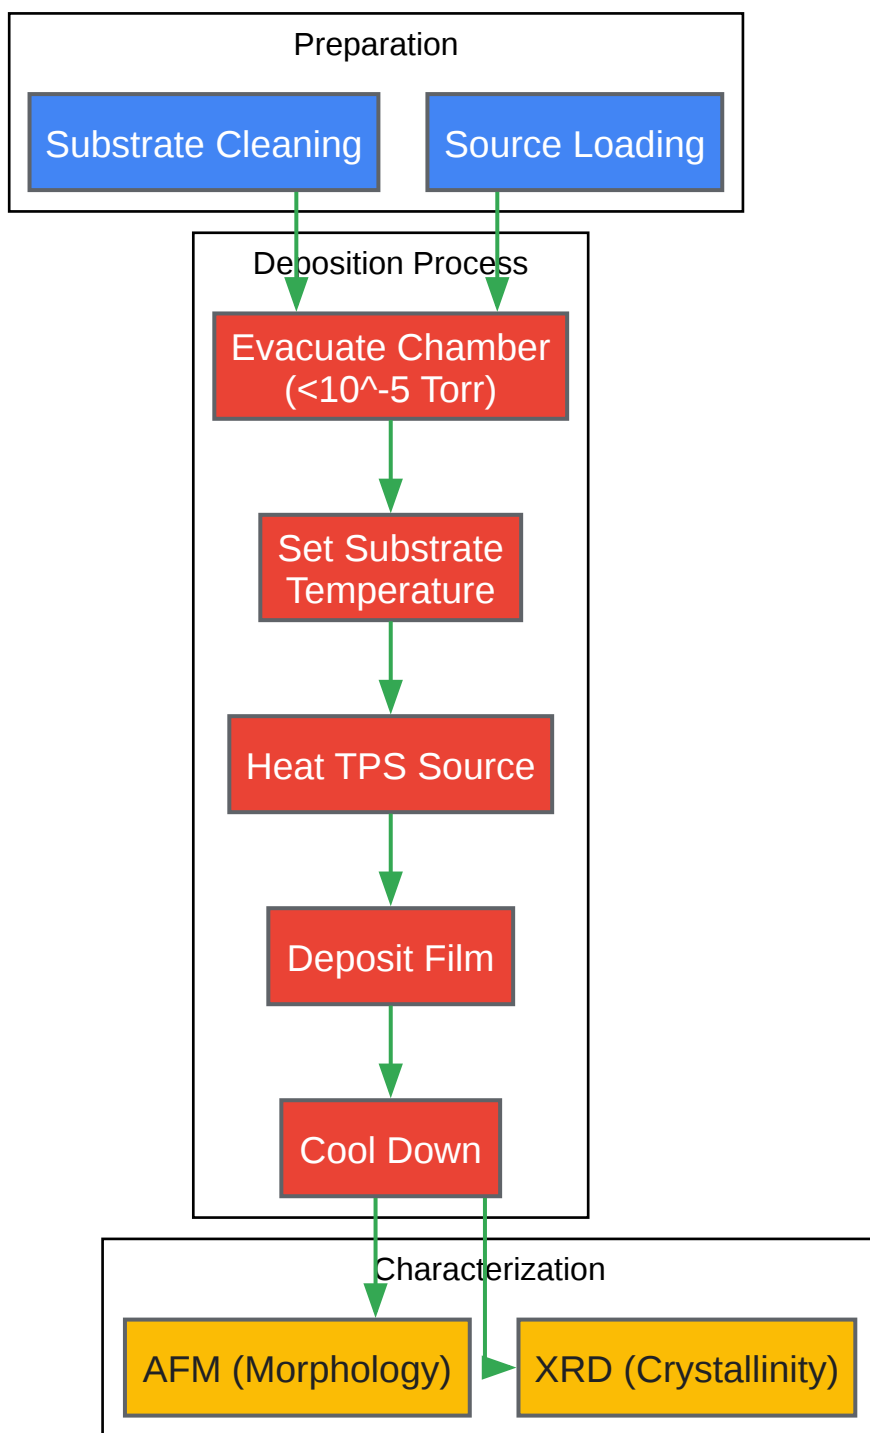 Preparation
Substrate Cleaning
Source Loading
Deposition Process
Evacuate Chamber
(<10^-5 Torr)
Set Substrate
Temperature
Heat TPS Source
Deposit Film
Cool Down
Characterization
AFM (Morphology)
XRD (Crystallinity)